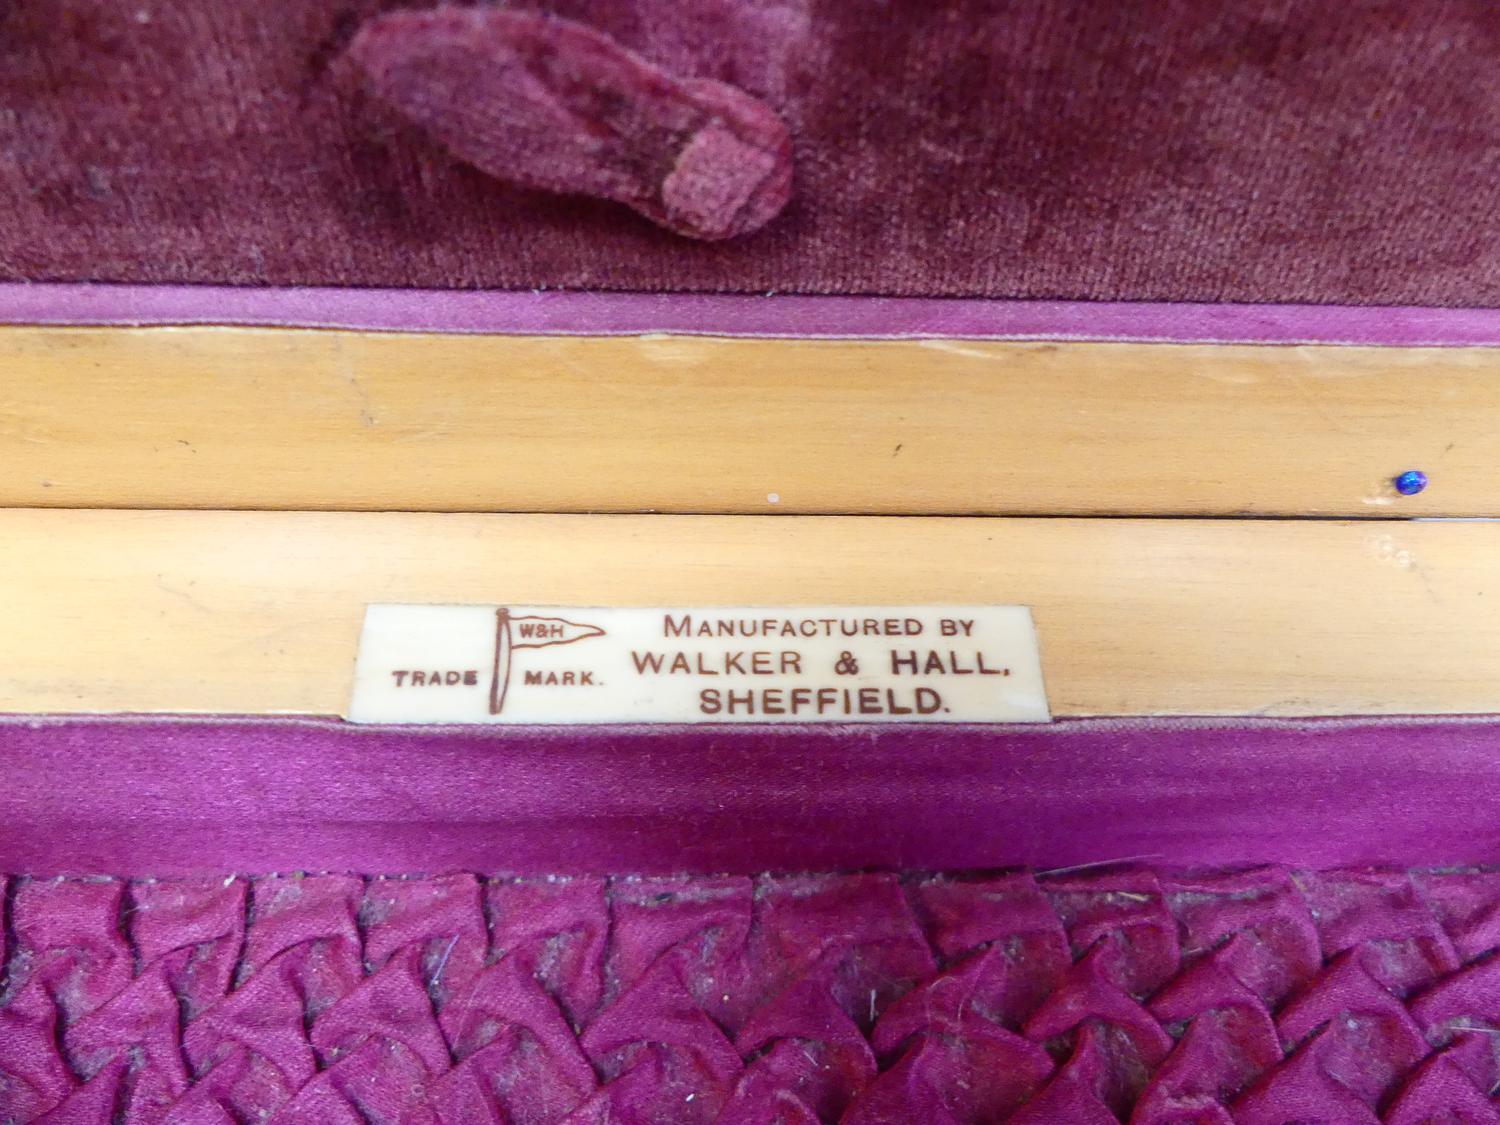 W&H
TRADE MARK.
MANUFACTURED BY
WALKER & HALL,
SHEFFIELD.